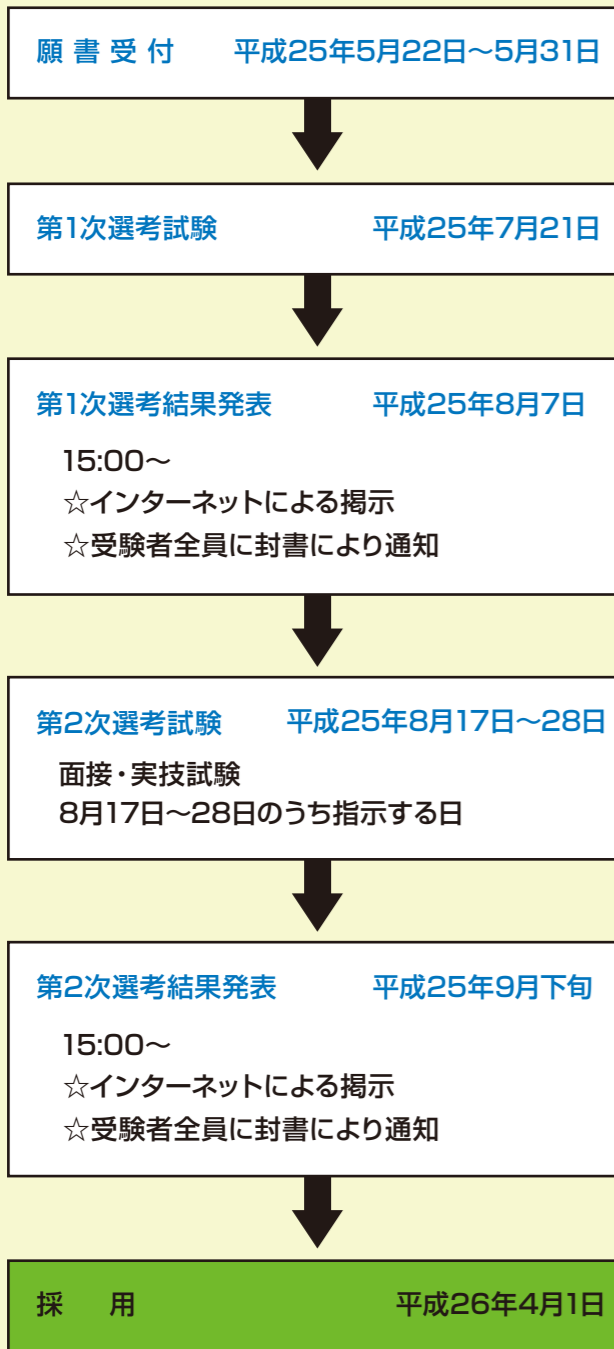 願書受付 平成25年5月22日〜5月31日
第1次選考試験 平成25年7月21日
第1次選考結果発表 平成25年8月7日
15:00〜
☆インターネットによる掲示
☆受験者全員に封書により通知
第2次選考試験 平成25年8月17日〜28日
面接・実技試験
8月17日〜28日のうち指示する日
第2次選考結果発表 平成25年9月下旬
15:00〜
☆インターネットによる掲示
☆受験者全員に封書により通知
採用 平成26年4月1日